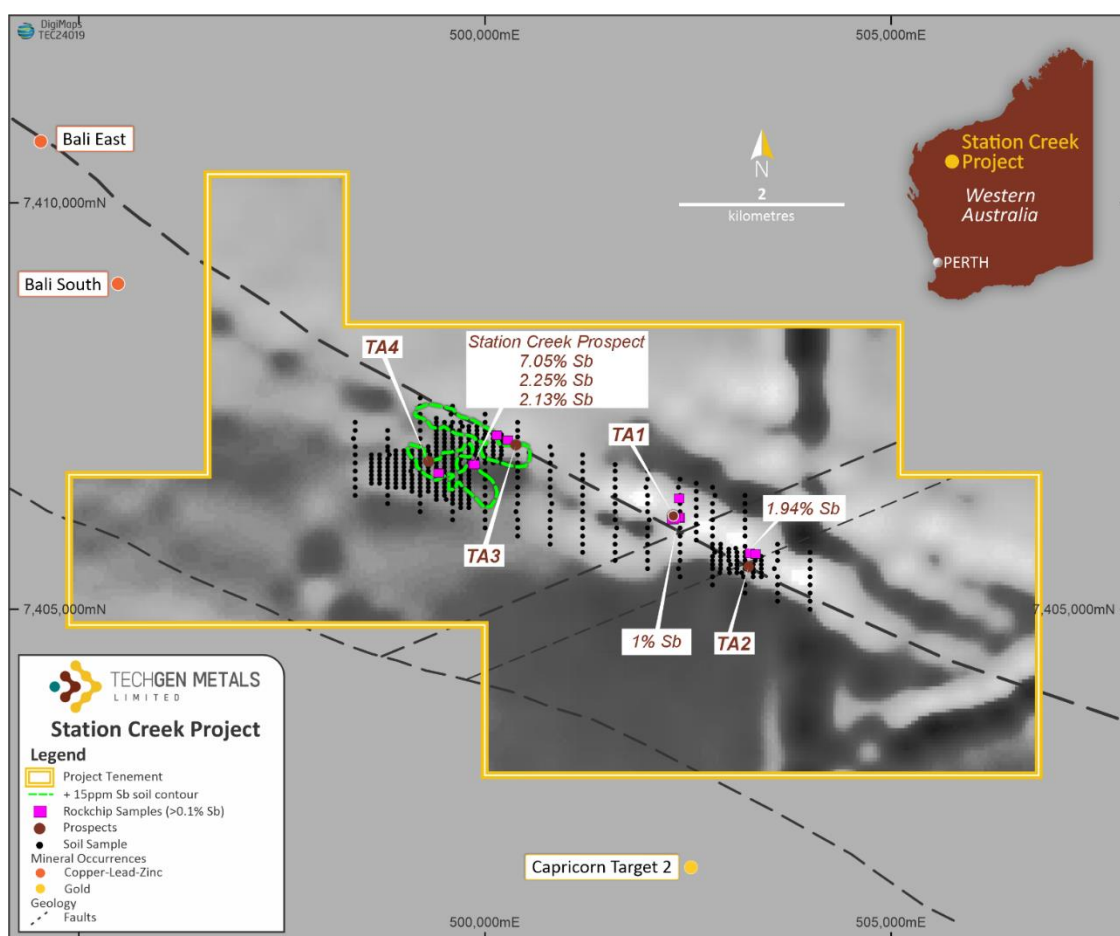 DigiMaps
TEC24019
500,000mE
505,000mE
Bali East
7,410,000mN
Bali South
N
2
kilometres
Station Creek
Project
Western
Australia
PERTH
TA4
Station Creek Prospect
7.05% Sb
2.25% Sb
2.13% Sb
TA1
1.94% Sb
TA3
1% Sb
TA2
7,405,000mN
7,405,000mN
TECHGEN METALS
LIMITED
Station Creek Project
Legend
Project Tenement
+ 15ppm Sb soil contour
Rockchip Samples (>0.1% Sb)
Prospects
Soil Sample
Mineral Occurrences
Copper-Lead-Zinc
Gold
Geology
Faults
Capricorn Target 2
500,000mE
505,000mE